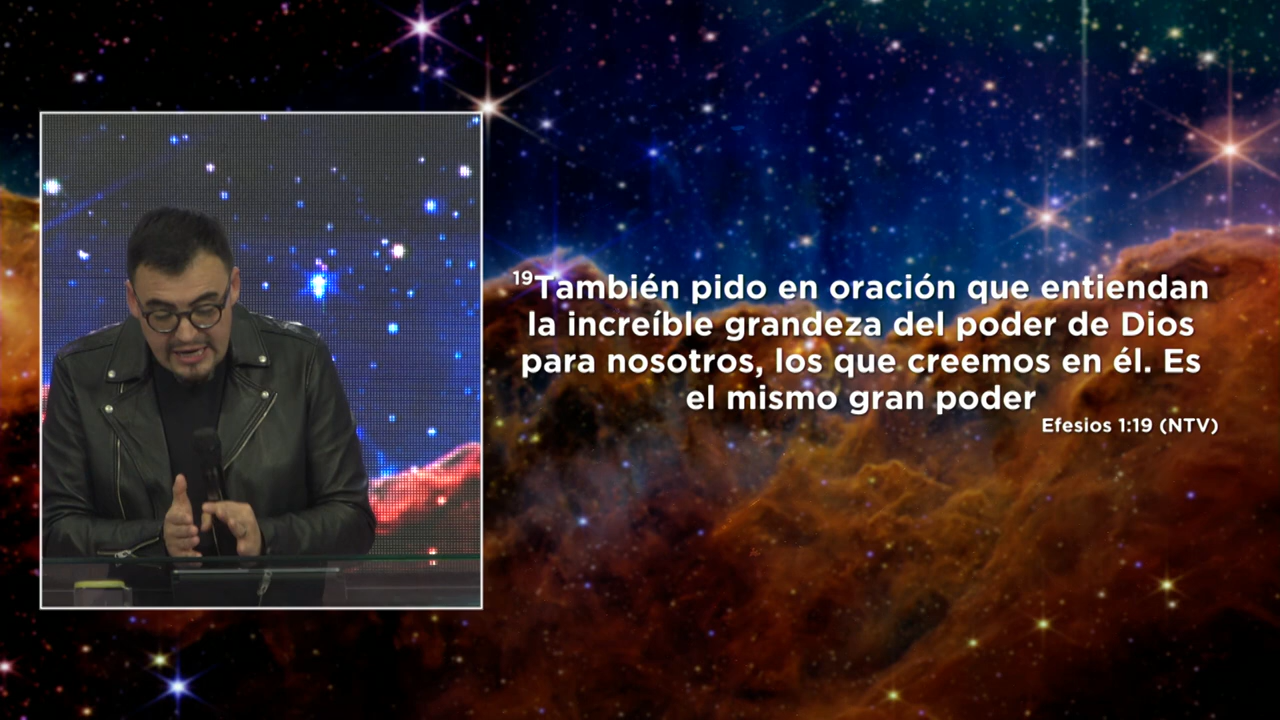 ¹⁹También pido en oración que entiendan
la increíble grandeza del poder de Dios
para nosotros, los que creemos en él. Es
el mismo gran poder
Efesios 1:19 (NTV)